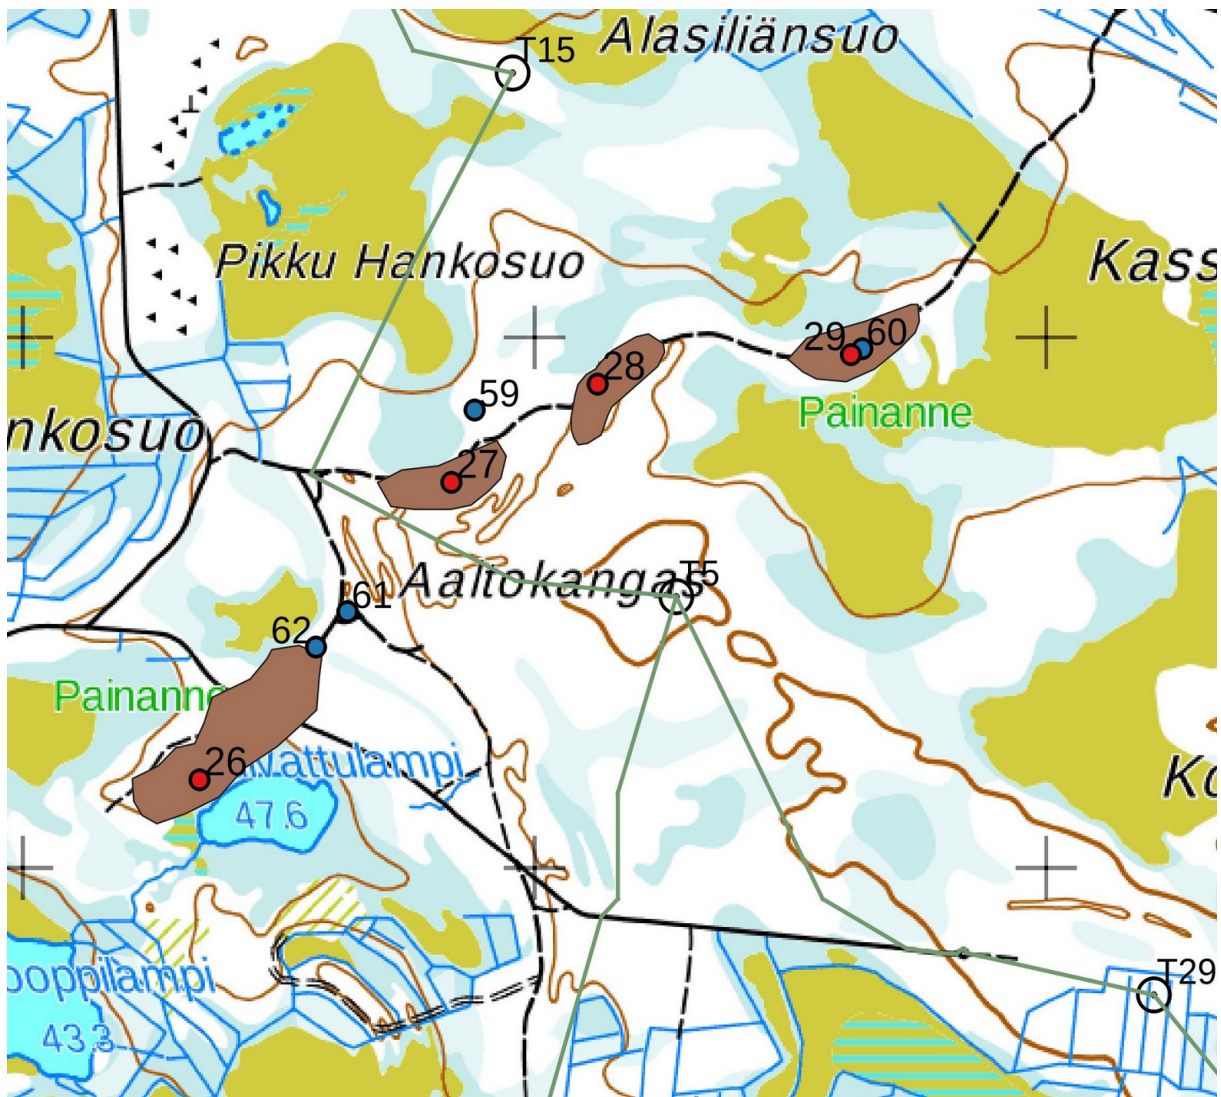 Alasiliänsuo
T15
Pikku Hankosuo
Kass
29
60
28
59
Painanne
nkosuo
27
Aaltokangas
T5
61
62
Painanne
26
47.6
Ko
T29
43.3